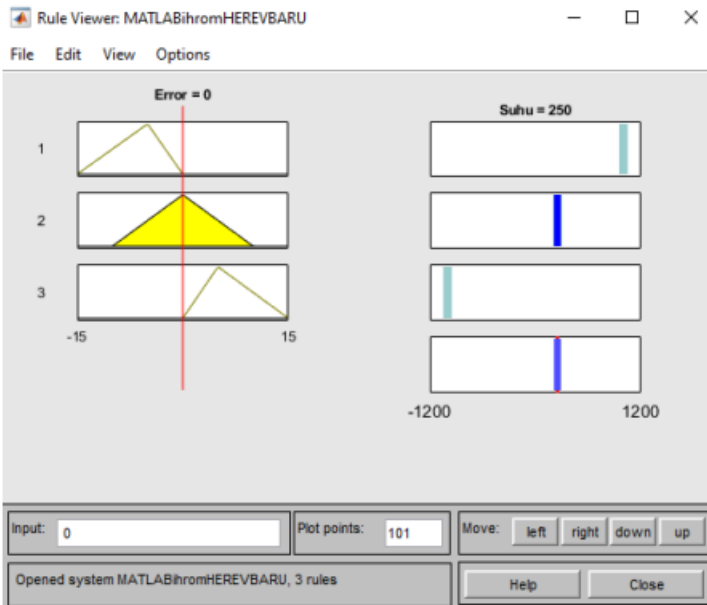 Rule Viewer: MATLABihromHEREVBARU
File Edit View Options
Error = 0
Suhu = 250
1
2
3
-15 15
-1200 1200
Input: 0
Plot points: 101
Move: left right down up
Opened system MATLABihromHEREVBARU, 3 rules
Help Close